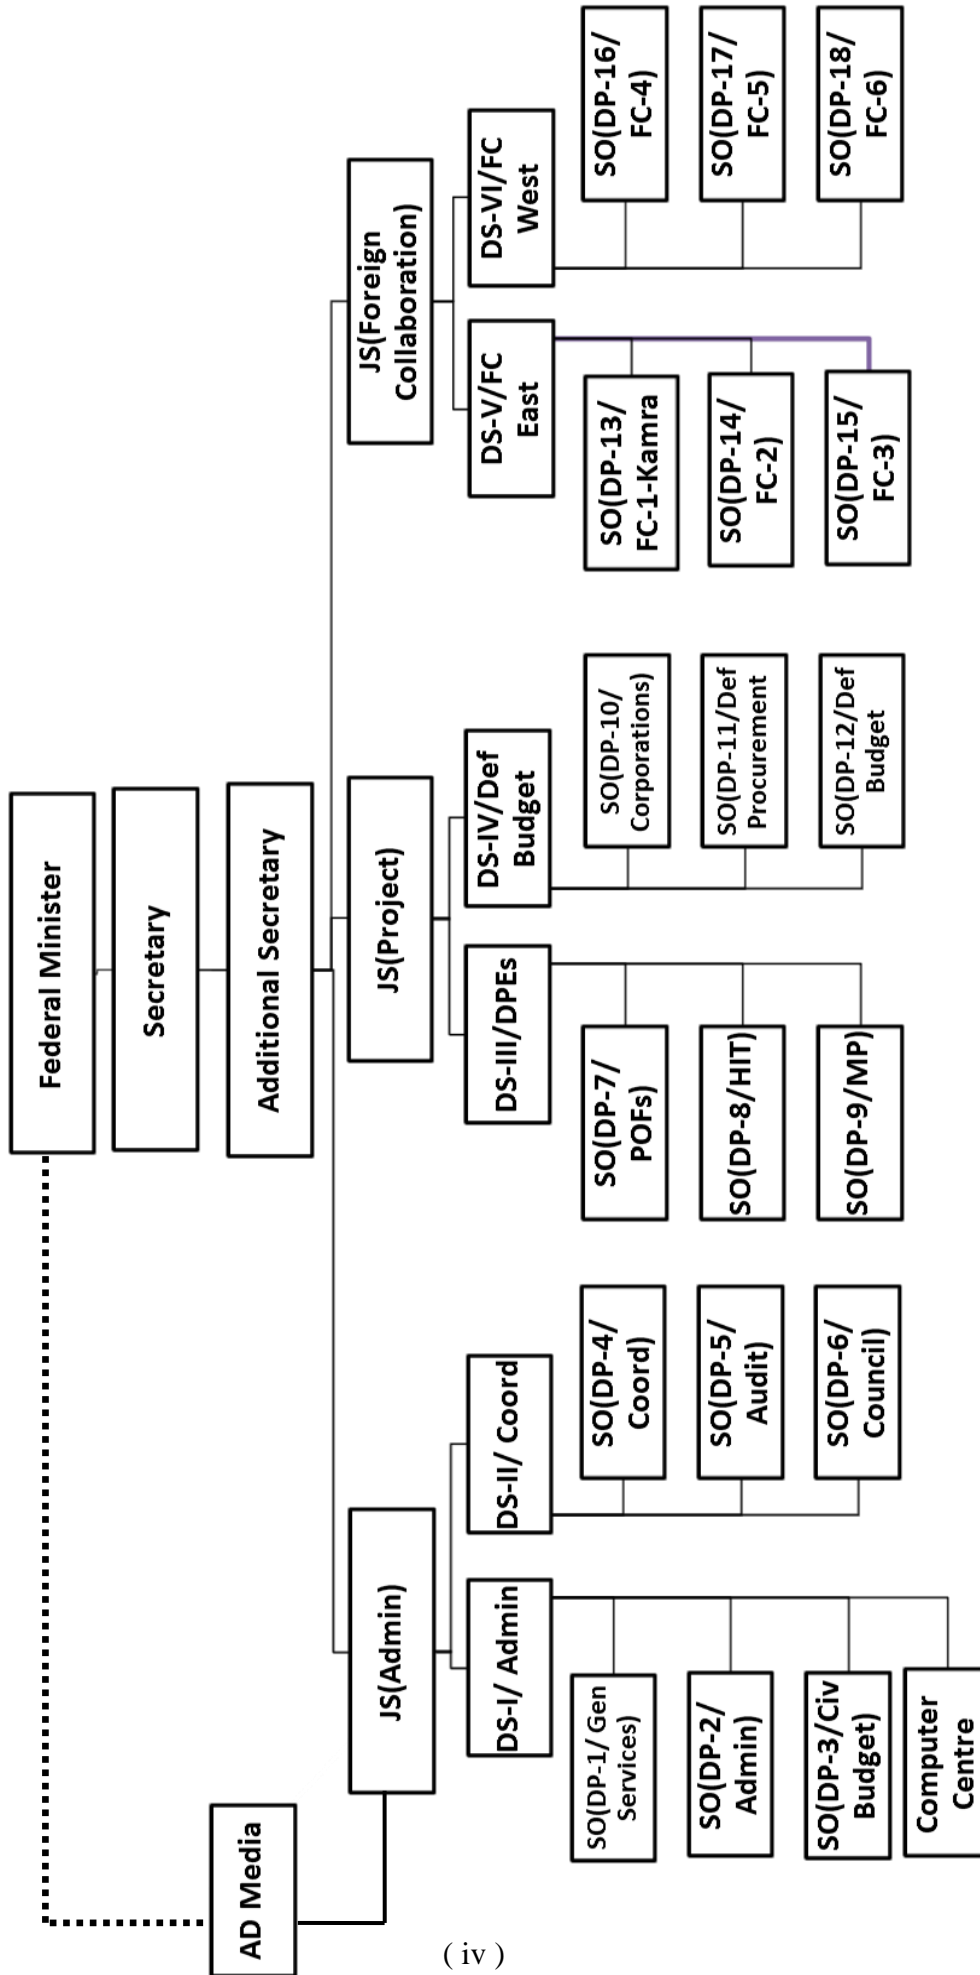 Federal Minister
Secretary
Additional Secretary
AD Media
JS(Admin)
JS(Project)
JS(Foreign
Collaboration)
DS-I/ Admin
DS-II/ Coord
DS-III/DPEs
DS-IV/Def
Budget
DS-V/FC
East
DS-VI/FC
West
SO(DP-1/ Gen
Services)
SO(DP-2/
Admin)
SO(DP-3/Civ
Budget)
Computer
Centre
SO(DP-4/
Coord)
SO(DP-5/
Audit)
SO(DP-6/
Council)
SO(DP-7/
POFs)
SO(DP-8/HIT)
SO(DP-9/MP)
SO(DP-10/
Corporations)
SO(DP-11/Def
Procurement
SO(DP-12/Def
Budget
SO(DP-13/
FC-1-Kamra
SO(DP-14/
FC-2)
SO(DP-15/
FC-3)
SO(DP-16/
FC-4)
SO(DP-17/
FC-5)
SO(DP-18/
FC-6)
( iv )